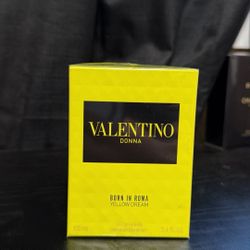 VALENTINO
DONNA
BORN IN ROMA
YELLOW DREAM